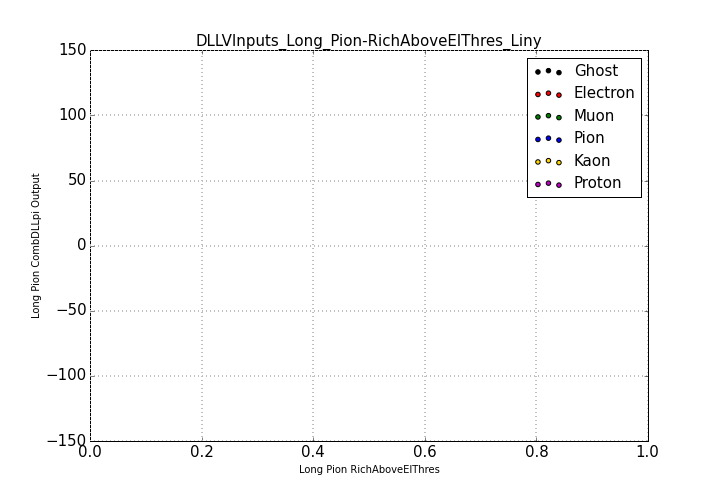 DLLVInputs_Long_Pion-RichAboveElThres_Liny
150
100
50
0
−50
−100
−150
Long Pion CombDLLpi Output
Ghost
Electron
Muon
Pion
Kaon
Proton
0.0 0.2 0.4 0.6 0.8 1.0
Long Pion RichAboveElThres